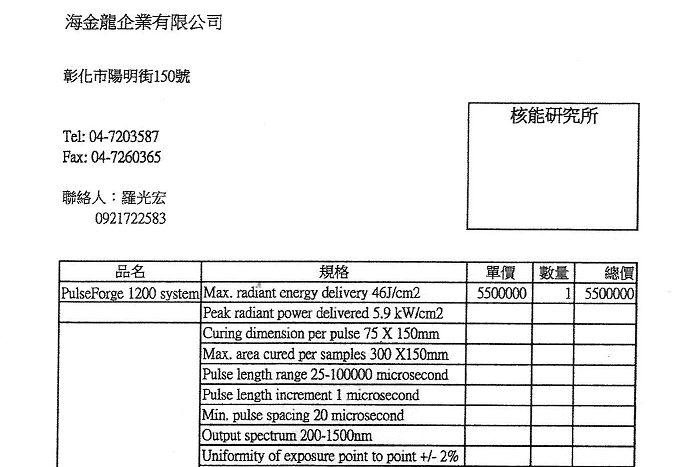 海金龍企業有限公司
彰化市陽明街150號
Tel: 04-7203587
Fax: 04-7260365
聯絡人：羅光宏
0921722583
核能研究所
品名 規格 單價 數量 總價
PulseForge 1200 system Max. radiant energy delivery 46J/cm2 5500000 1 5500000
Peak radiant power delivered 5.9 kW/cm2
Curing dimension per pulse 75 X 150mm
Max. area cured per samples 300 X150mm
Pulse length range 25-100000 microsecond
Pulse length increment 1 microsecond
Min. pulse spacing 20 microsecond
Output spectrum 200-1500nm
Uniformity of exposure point to point +/- 2%